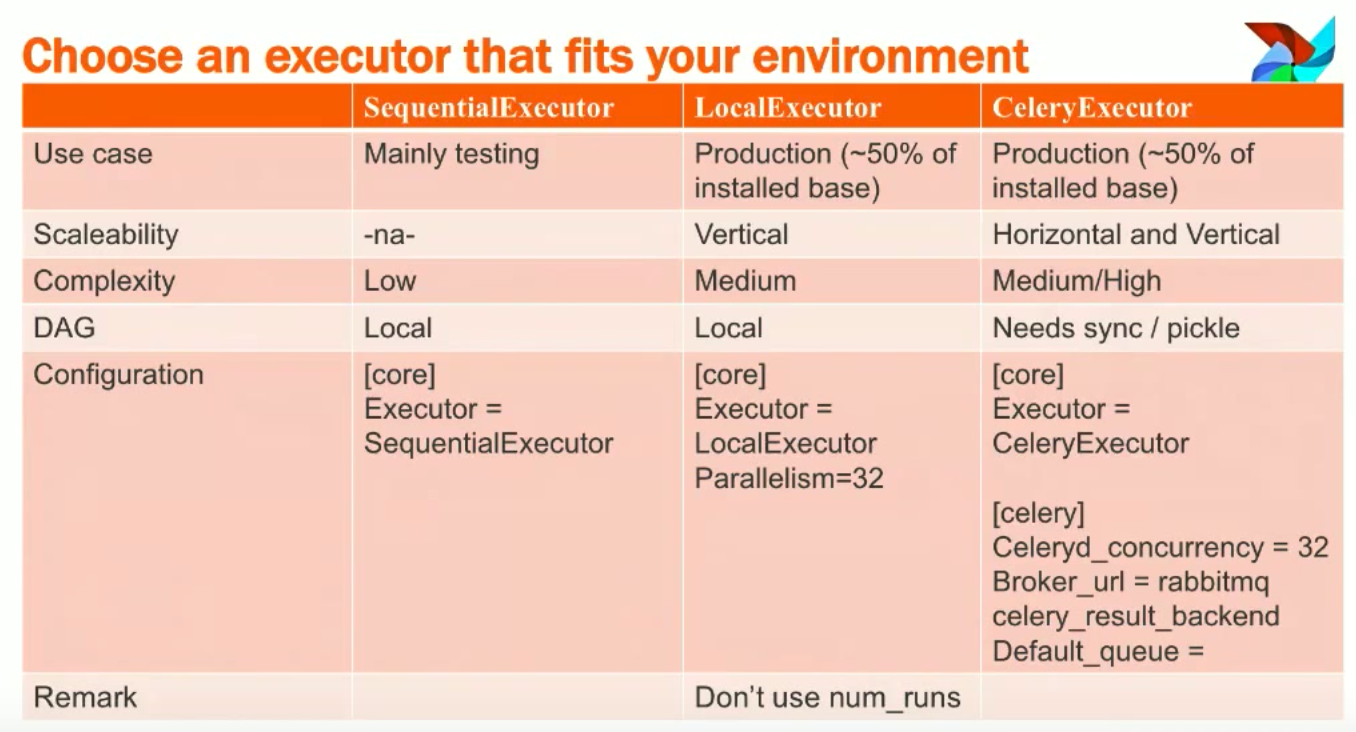 Choose an executor that fits your environment
SequentialExecutor LocalExecutor CeleryExecutor
Use case Mainly testing Production (~50% of Production (~50% of
installed base) installed base)
Scaleability -na- Vertical Horizontal and Vertical
Complexity Low Medium Medium/High
DAG Local Local Needs sync / pickle
Configuration [core] [core] [core]
Executor = Executor = Executor =
SequentialExecutor LocalExecutor CeleryExecutor
Parallelism=32
[celery]
Celeryd_concurrency = 32
Broker_url = rabbitmq
celery_result_backend
Default_queue =
Remark Don’t use num_runs